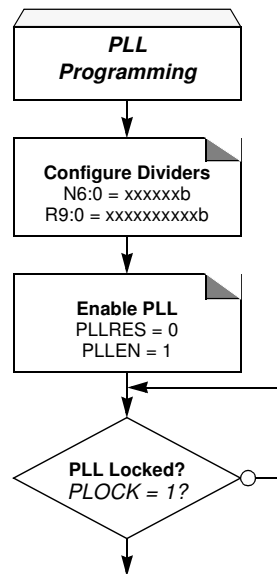 PLL
Programming
Configure Dividers
N6:0 = xxxxxxb
R9:0 = xxxxxxxxxxb
Enable PLL
PLLRES = 0
PLLEN = 1
PLL Locked?
PLOCK = 1?